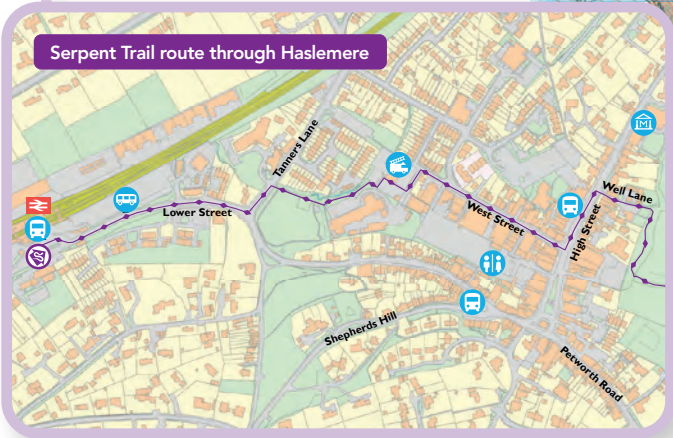 Serpent Trail route through Haslemere
Tanners Lane
Lower Street
West Street
Well Lane
High Street
Shepherds Hill
Petworth Road
M